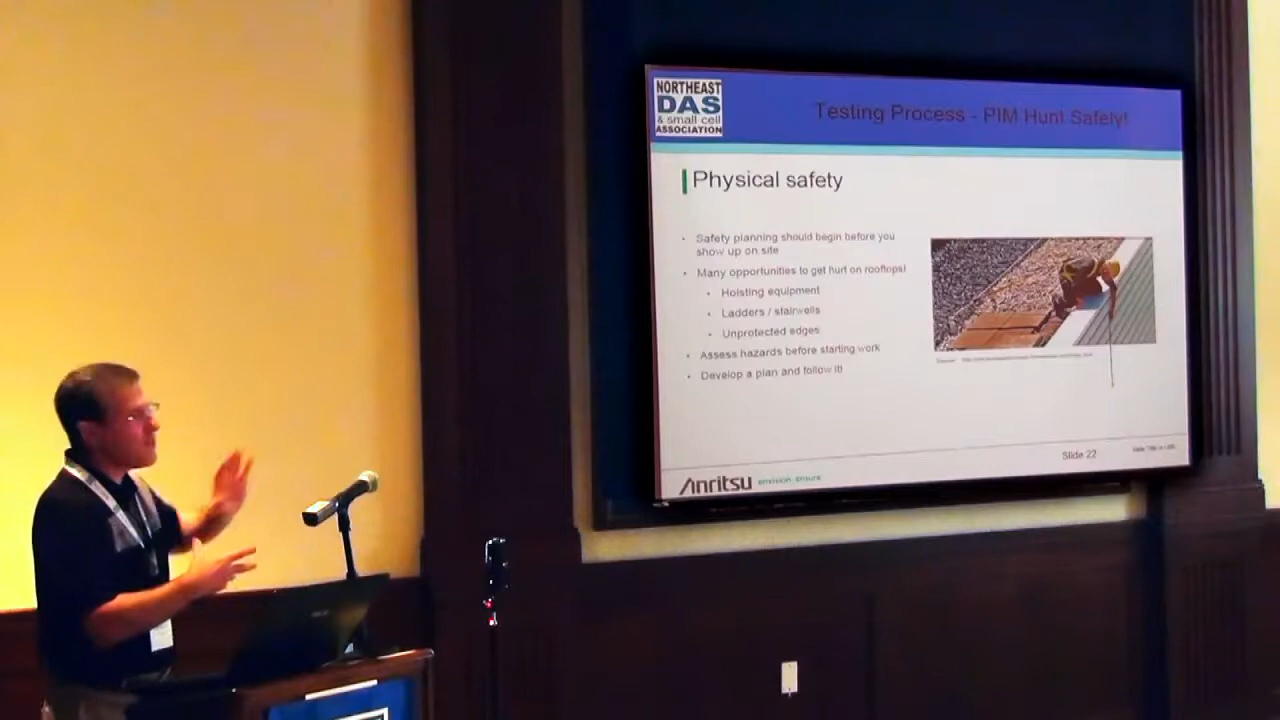 NORTHEAST
DAS
& small cell
ASSOCIATION
Testing Process - PIM Hunt Safely!
Physical safety
• Safety planning should begin before you
show up on site
• Many opportunities to get hurt on rooftops!
• Hoisting equipment
• Ladders / stairwells
• Unprotected edges
• Assess hazards before starting work
• Develop a plan and follow it!
Anritsu envision : ensure
Slide 22